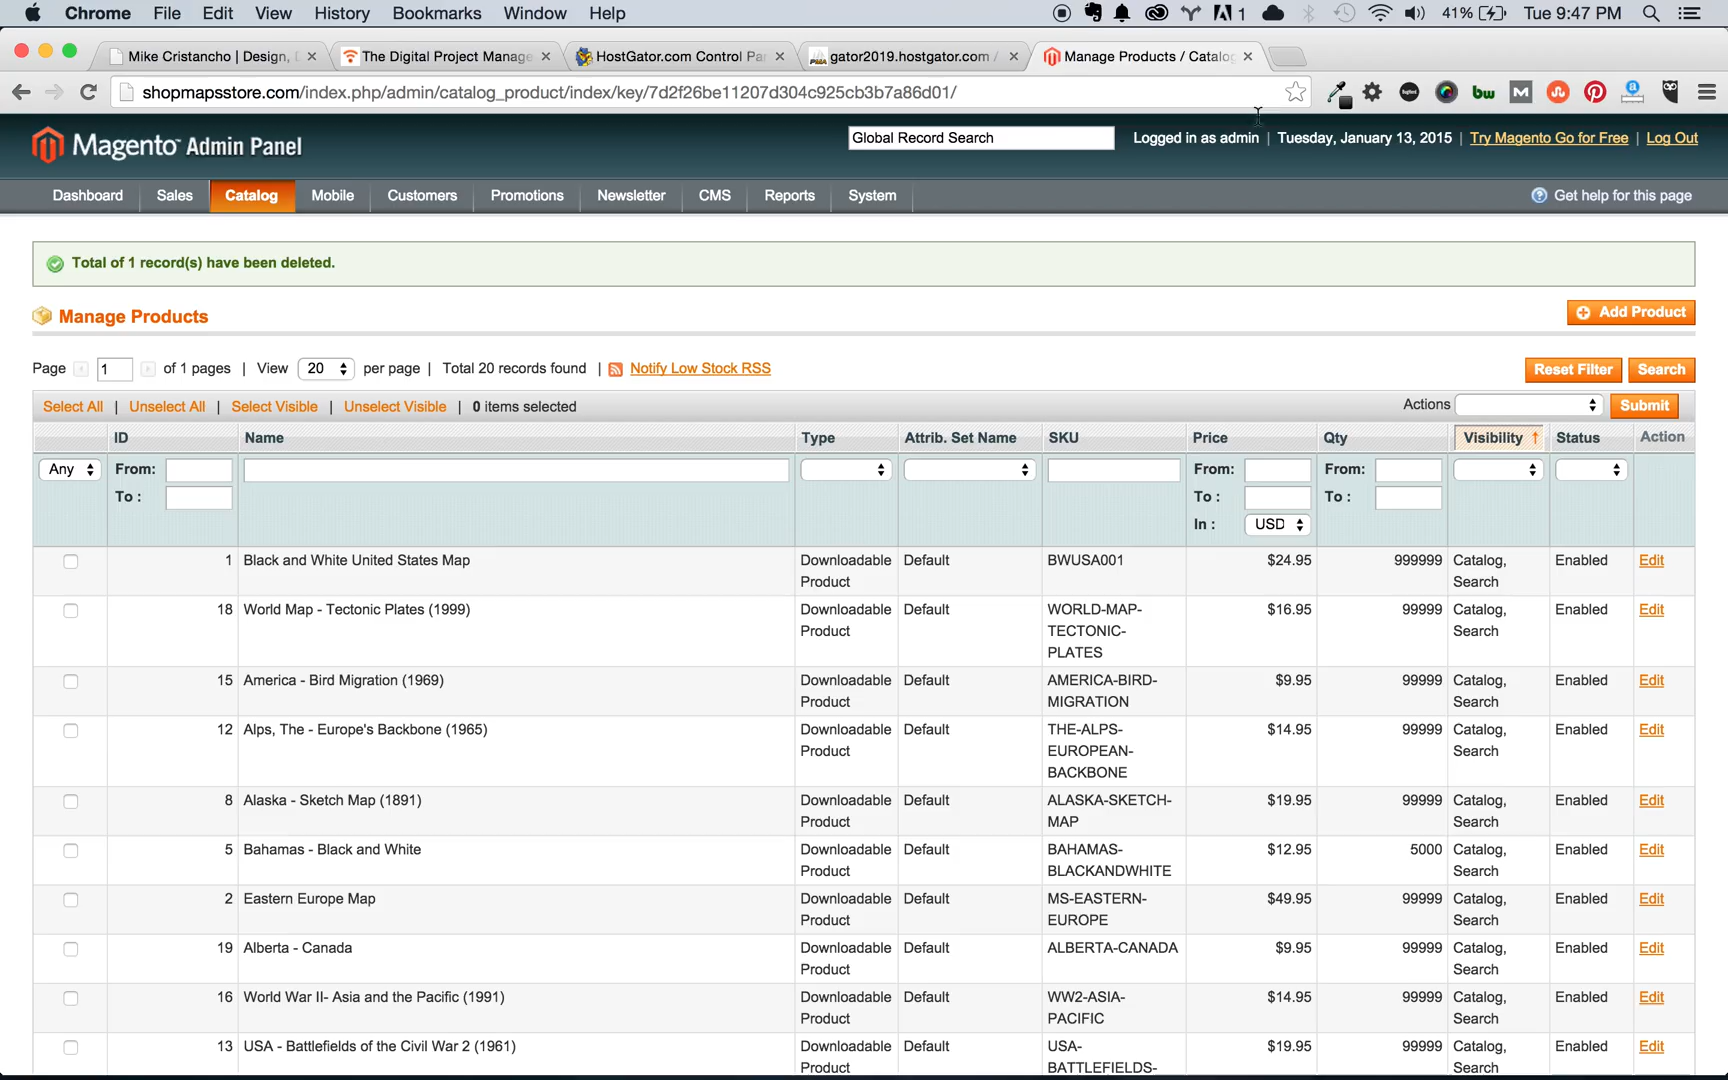 Chrome File Edit View History Bookmarks Window Help 1 41% Tue 9:47 PM
Mike Cristancho | Design, The Digital Project Manage HostGator.com Control Pa gator2019.hostgator.com / Manage Products / Catalog
shopmapsstore.com/index.php/admin/catalog_product/index/key/7d2f26be11207d304c925cb3b7a86d01/
Magento Admin Panel Global Record Search Logged in as admin | Tuesday, January 13, 2015 | Try Magento Go for Free | Log Out
Dashboard Sales Catalog Mobile Customers Promotions Newsletter CMS Reports System Get help for this page
Total of 1 record(s) have been deleted.
Manage Products Add Product
Page 1 of 1 pages | View 20 per page | Total 20 records found | Notify Low Stock RSS Reset Filter Search
Select All | Unselect All | Select Visible | Unselect Visible | 0 items selected Actions Submit
ID Name Type Attrib. Set Name SKU Price Qty Visibility ↑ Status Action
Any From: From: From:
To : To : To :
In : USD
1 Black and White United States Map Downloadable Default BWUSA001 $24.95 999999 Catalog, Enabled Edit
Product Search
18 World Map - Tectonic Plates (1999) Downloadable Default WORLD-MAP- $16.95 99999 Catalog, Enabled Edit
Product TECTONIC- Search
PLATES
15 America - Bird Migration (1969) Downloadable Default AMERICA-BIRD- $9.95 99999 Catalog, Enabled Edit
Product MIGRATION Search
12 Alps, The - Europe's Backbone (1965) Downloadable Default THE-ALPS- $14.95 99999 Catalog, Enabled Edit
Product EUROPEAN- Search
BACKBONE
8 Alaska - Sketch Map (1891) Downloadable Default ALASKA-SKETCH- $19.95 99999 Catalog, Enabled Edit
Product MAP Search
5 Bahamas - Black and White Downloadable Default BAHAMAS- $12.95 5000 Catalog, Enabled Edit
Product BLACKANDWHITE Search
2 Eastern Europe Map Downloadable Default MS-EASTERN- $49.95 99999 Catalog, Enabled Edit
Product EUROPE Search
19 Alberta - Canada Downloadable Default ALBERTA-CANADA $9.95 99999 Catalog, Enabled Edit
Product Search
16 World War II- Asia and the Pacific (1991) Downloadable Default WW2-ASIA- $14.95 99999 Catalog, Enabled Edit
Product PACIFIC Search
13 USA - Battlefields of the Civil War 2 (1961) Downloadable Default USA- $19.95 99999 Catalog, Enabled Edit
Product BATTLEFIELDS- Search